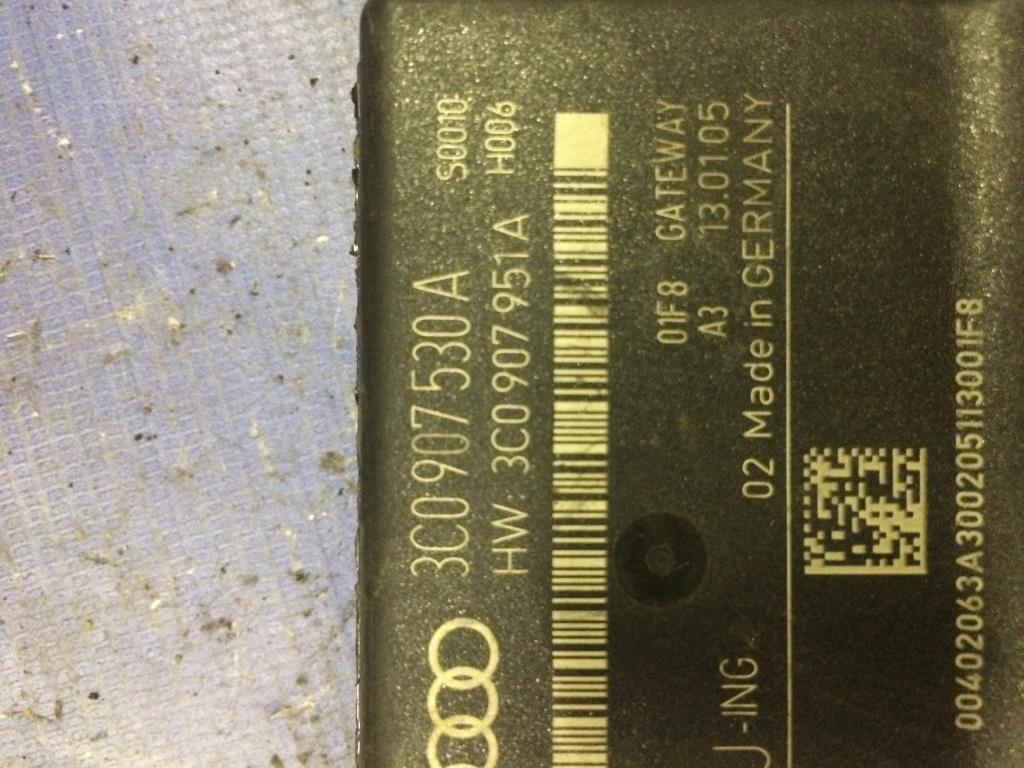 3C0 907 530 A S0010
HW: 3C0 907 951 A H006
01F8 GATEWAY
A3 13.01.05
02 Made in GERMANY
J-ING
00402063A300205113001F8